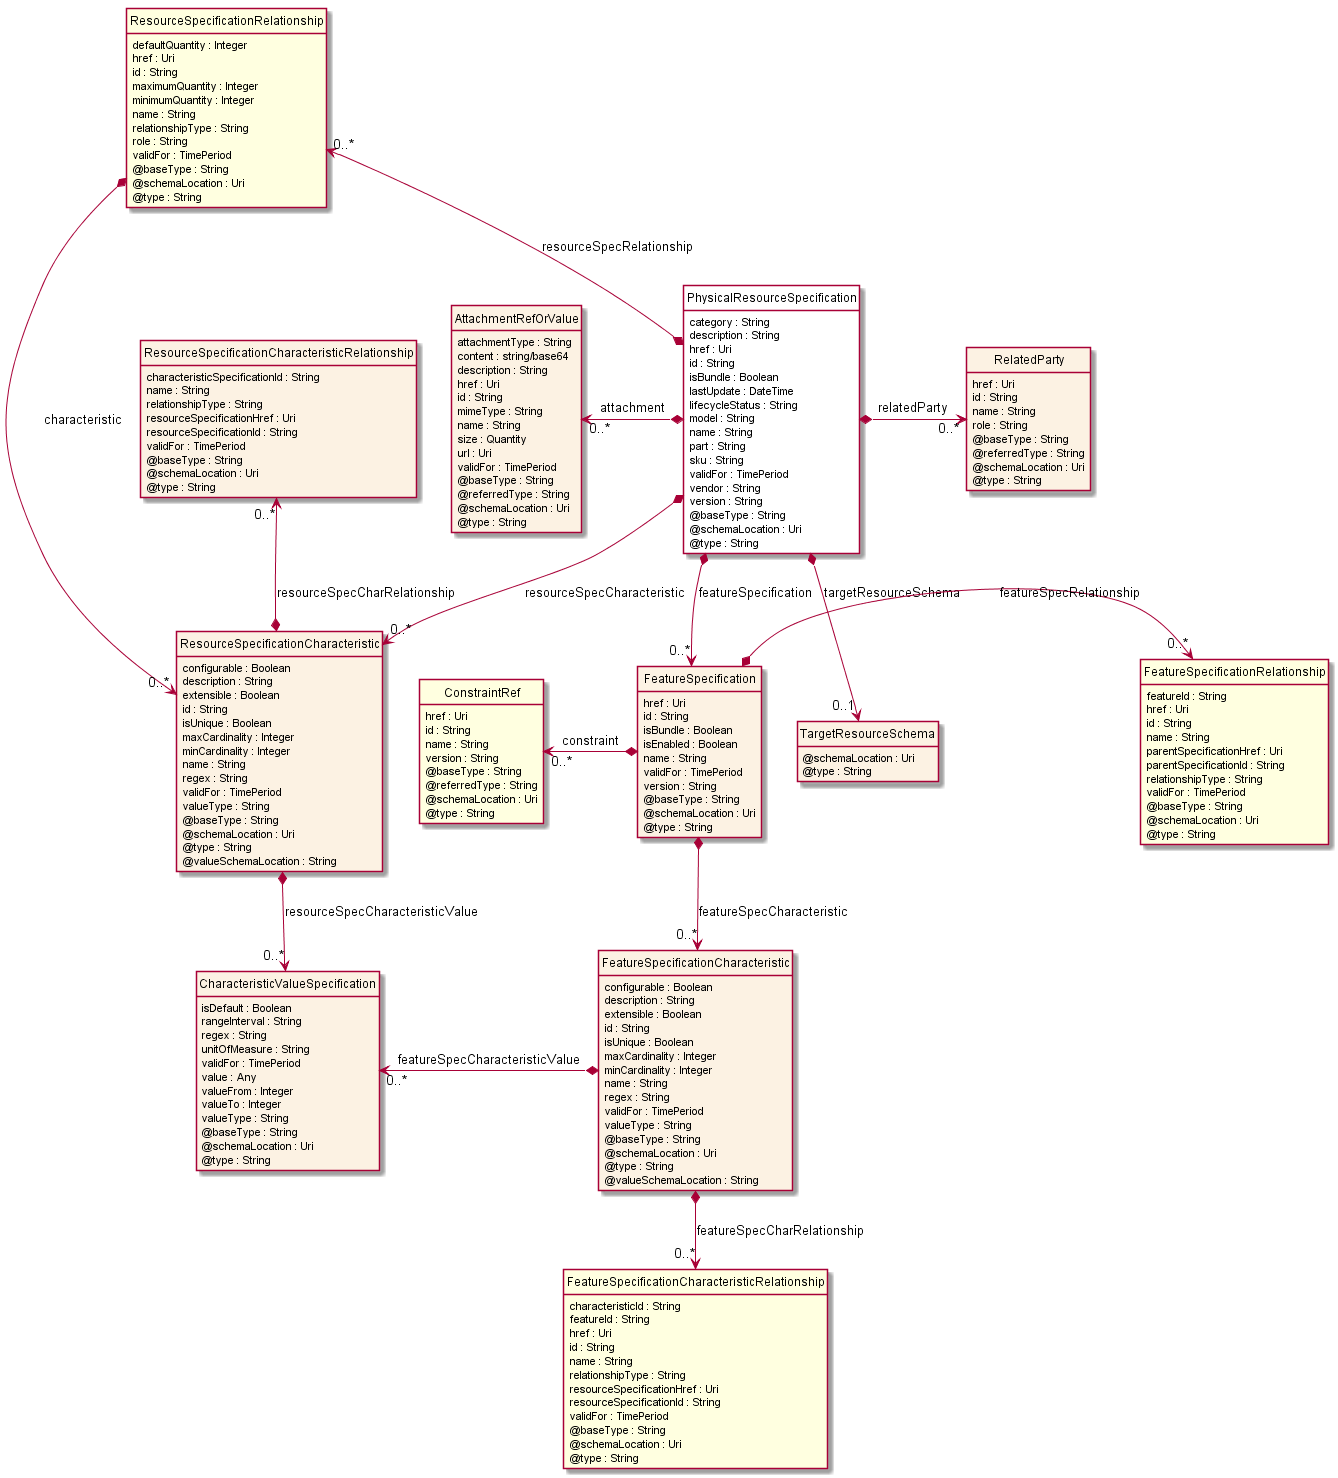 ResourceSpecificationRelationship
defaultQuantity : Integer
href : Uri
id : String
maximumQuantity : Integer
minimumQuantity : Integer
name : String
relationshipType : String
role : String
validFor : TimePeriod
@baseType : String
@schemaLocation : Uri
@type : String
0..*
resourceSpecRelationship
characteristic
ResourceSpecificationCharacteristicRelationship
characteristicSpecificationId : String
name : String
relationshipType : String
resourceSpecificationHref : Uri
resourceSpecificationId : String
validFor : TimePeriod
@baseType : String
@schemaLocation : Uri
@type : String
0..*
AttachmentRefOrValue
attachmentType : String
content : string/base64
description : String
href : Uri
id : String
mimeType : String
name : String
size : Quantity
url : Uri
validFor : TimePeriod
@baseType : String
@referredType : String
@schemaLocation : Uri
@type : String
attachment
0..*
PhysicalResourceSpecification
category : String
description : String
href : Uri
id : String
isBundle : Boolean
lastUpdate : DateTime
lifecycleStatus : String
model : String
name : String
part : String
sku : String
validFor : TimePeriod
vendor : String
version : String
@baseType : String
@schemaLocation : Uri
@type : String
relatedParty
0..*
RelatedParty
href : Uri
id : String
name : String
role : String
@baseType : String
@referredType : String
@schemaLocation : Uri
@type : String
resourceSpecCharRelationship
resourceSpecCharacteristic
featureSpecification
targetResourceSchema
featureSpecRelationship
0..*
0..*
0..*
0..*
0..1
ResourceSpecificationCharacteristic
configurable : Boolean
description : String
extensible : Boolean
id : String
isUnique : Boolean
maxCardinality : Integer
minCardinality : Integer
name : String
regex : String
validFor : TimePeriod
valueType : String
@baseType : String
@schemaLocation : Uri
@type : String
@valueSchemaLocation : String
ConstraintRef
href : Uri
id : String
name : String
version : String
@baseType : String
@referredType : String
@schemaLocation : Uri
@type : String
constraint
0..*
FeatureSpecification
href : Uri
id : String
isBundle : Boolean
isEnabled : Boolean
name : String
validFor : TimePeriod
version : String
@baseType : String
@schemaLocation : Uri
@type : String
TargetResourceSchema
@schemaLocation : Uri
@type : String
FeatureSpecificationRelationship
featureId : String
href : Uri
id : String
name : String
parentSpecificationHref : Uri
parentSpecificationId : String
relationshipType : String
validFor : TimePeriod
@baseType : String
@schemaLocation : Uri
@type : String
resourceSpecCharacteristicValue
0..*
featureSpecCharacteristic
0..*
CharacteristicValueSpecification
isDefault : Boolean
rangeInterval : String
regex : String
unitOfMeasure : String
validFor : TimePeriod
value : Any
valueFrom : Integer
valueTo : Integer
valueType : String
@baseType : String
@schemaLocation : Uri
@type : String
featureSpecCharacteristicValue
0..*
FeatureSpecificationCharacteristic
configurable : Boolean
description : String
extensible : Boolean
id : String
isUnique : Boolean
maxCardinality : Integer
minCardinality : Integer
name : String
regex : String
validFor : TimePeriod
valueType : String
@baseType : String
@schemaLocation : Uri
@type : String
@valueSchemaLocation : String
featureSpecCharRelationship
0..*
FeatureSpecificationCharacteristicRelationship
characteristicId : String
featureId : String
href : Uri
id : String
name : String
relationshipType : String
resourceSpecificationHref : Uri
resourceSpecificationId : String
validFor : TimePeriod
@baseType : String
@schemaLocation : Uri
@type : String